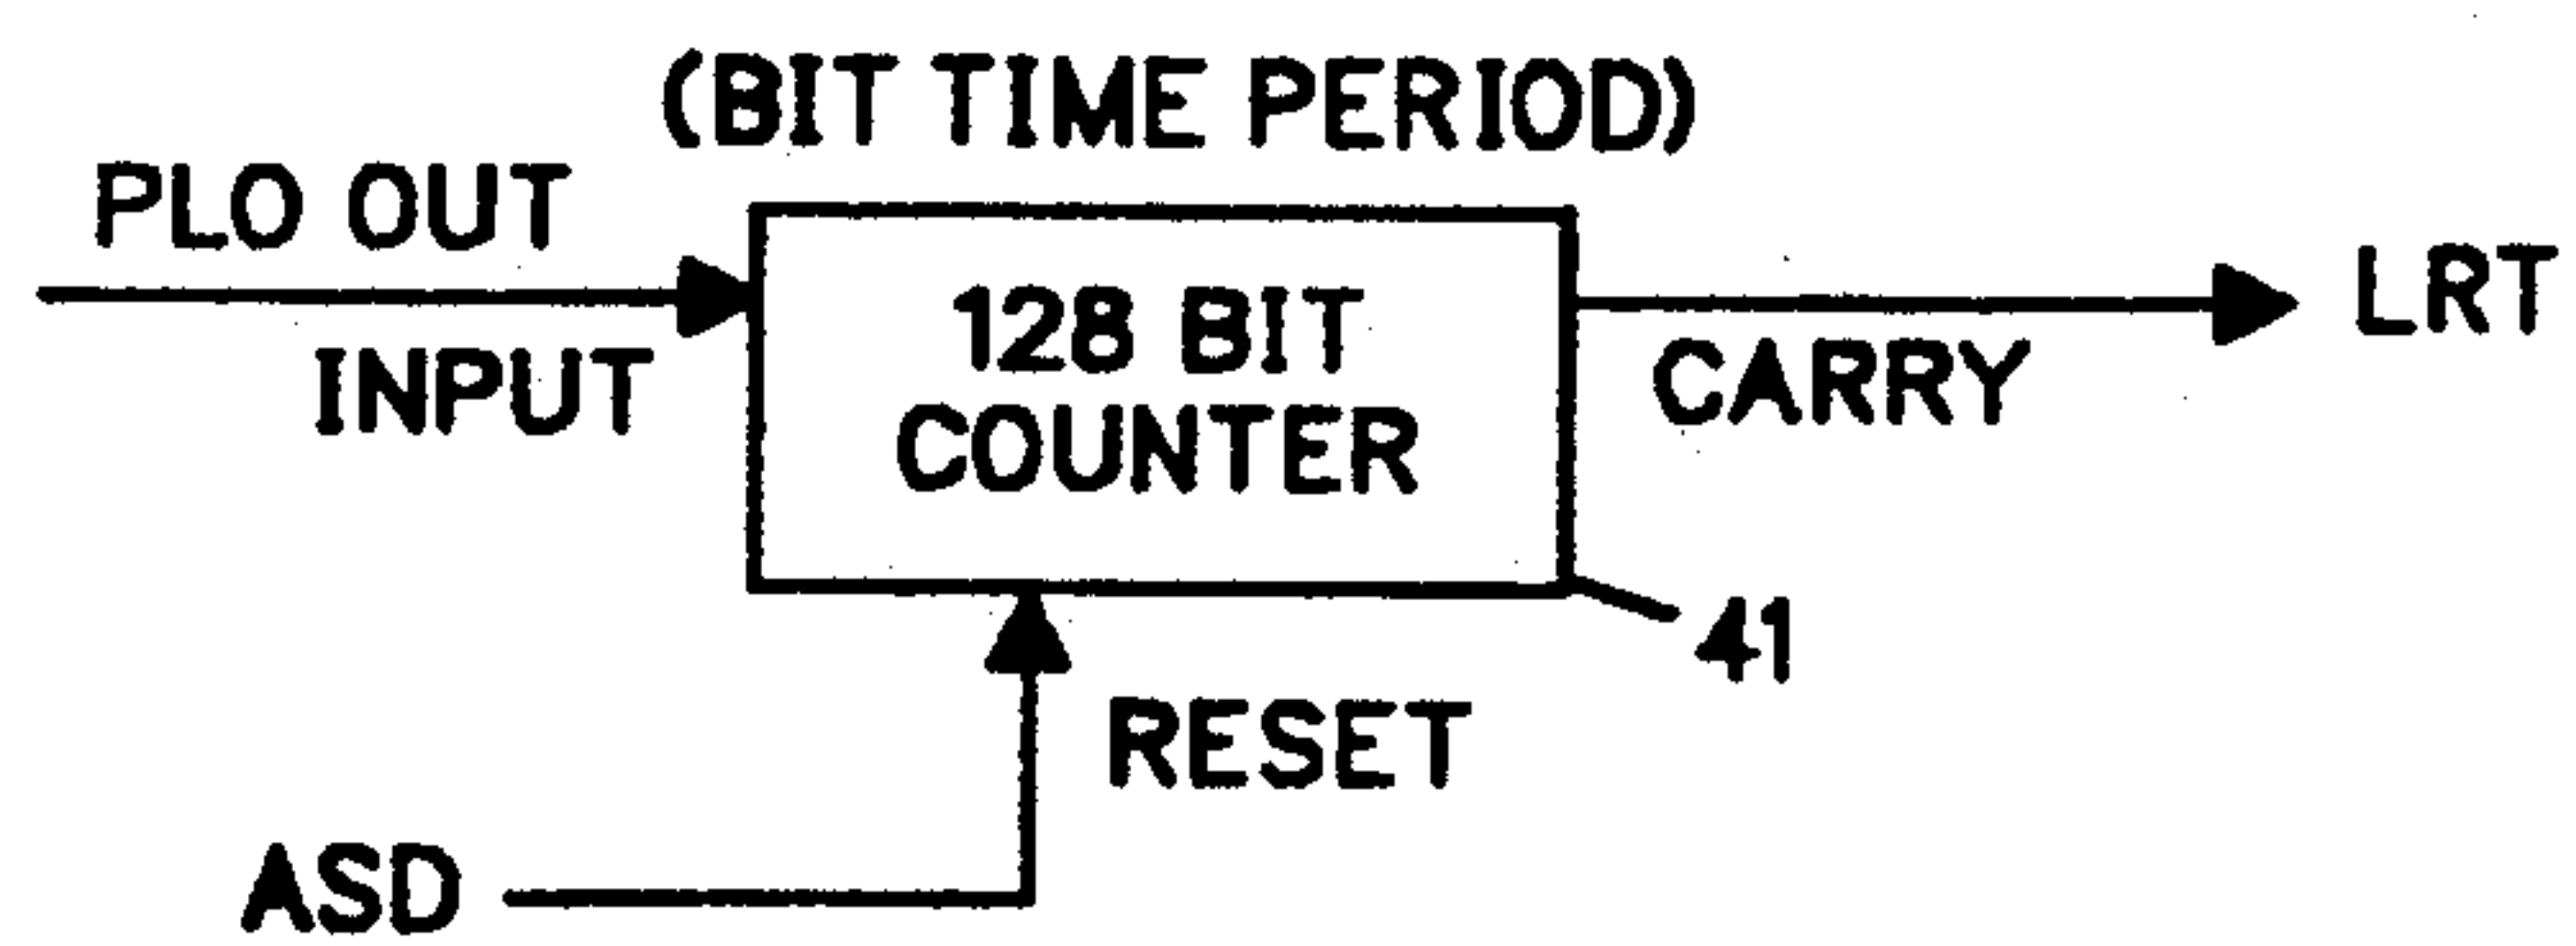 (BIT TIME PERIOD)
PLO OUT
INPUT
128 BIT
COUNTER
CARRY
LRT
41
RESET
ASD